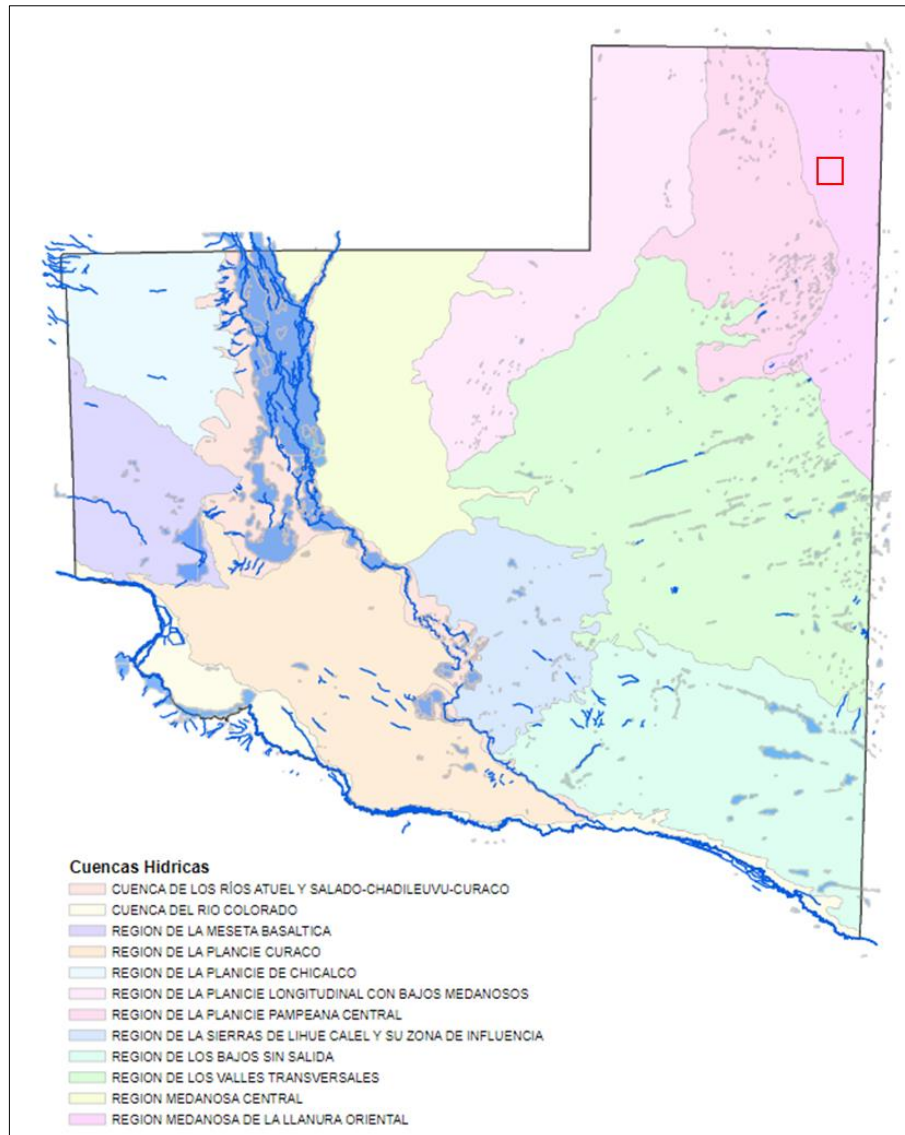 Cuencas Hidricas
CUENCA DE LOS RÍOS ATUEL Y SALADO-CHADILEUVU-CURACO
CUENCA DEL RIO COLORADO
REGION DE LA MESETA BASALTICA
REGION DE LA PLANCIE CURACO
REGION DE LA PLANICIE DE CHICALCO
REGION DE LA PLANICIE LONGITUDINAL CON BAJOS MEDANOSOS
REGION DE LA PLANICIE PAMPEANA CENTRAL
REGION DE LA SIERRAS DE LIHUE CALEL Y SU ZONA DE INFLUENCIA
REGION DE LOS BAJOS SIN SALIDA
REGION DE LOS VALLES TRANSVERSALES
REGION MEDANOSA CENTRAL
REGION MEDANOSA DE LA LLANURA ORIENTAL